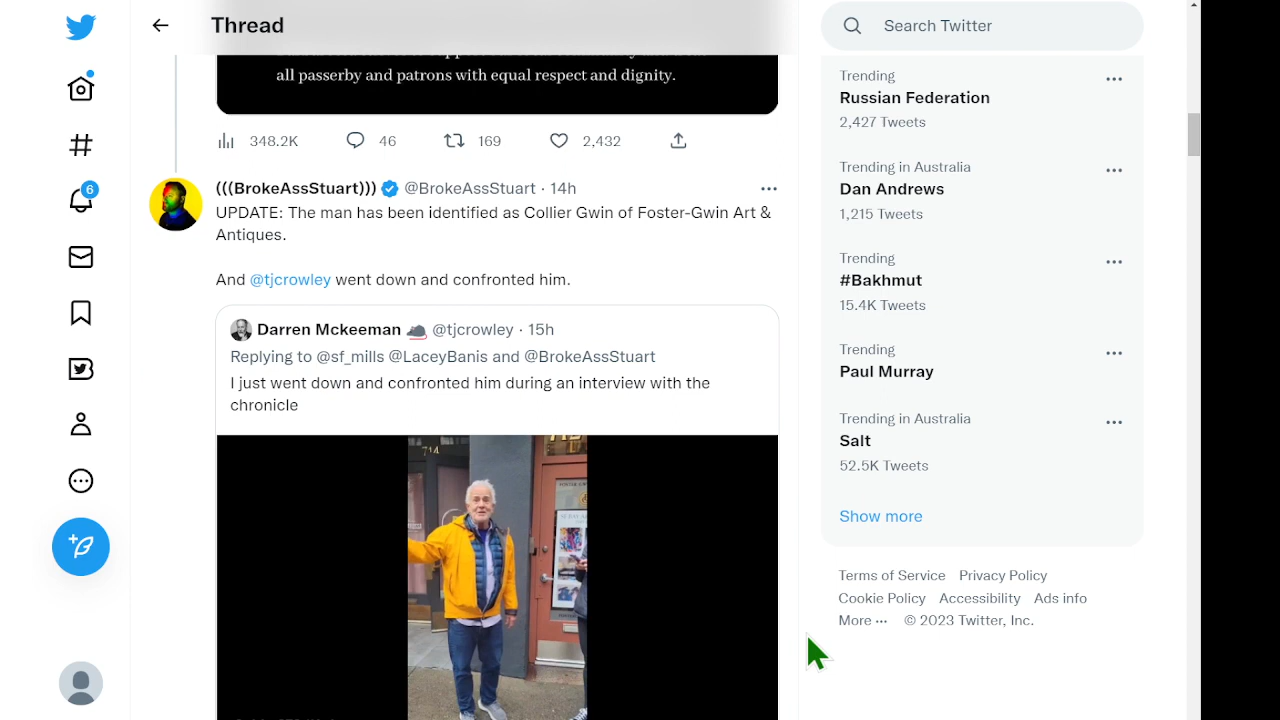 Thread
all passerby and patrons with equal respect and dignity.
348.2K 46 169 2,432
(((BrokeAssStuart))) @BrokeAssStuart · 14h
UPDATE: The man has been identified as Collier Gwin of Foster-Gwin Art &
Antiques.
And @tjcrowley went down and confronted him.
Darren Mckeeman @tjcrowley · 15h
Replying to @sf_mills @LaceyBanis and @BrokeAssStuart
I just went down and confronted him during an interview with the
chronicle
714
6
Search Twitter
Trending
Russian Federation
2,427 Tweets
Trending in Australia
Dan Andrews
1,215 Tweets
Trending
#Bakhmut
15.4K Tweets
Trending
Paul Murray
Trending in Australia
Salt
52.5K Tweets
Show more
Terms of Service Privacy Policy
Cookie Policy Accessibility Ads info
More ··· © 2023 Twitter, Inc.